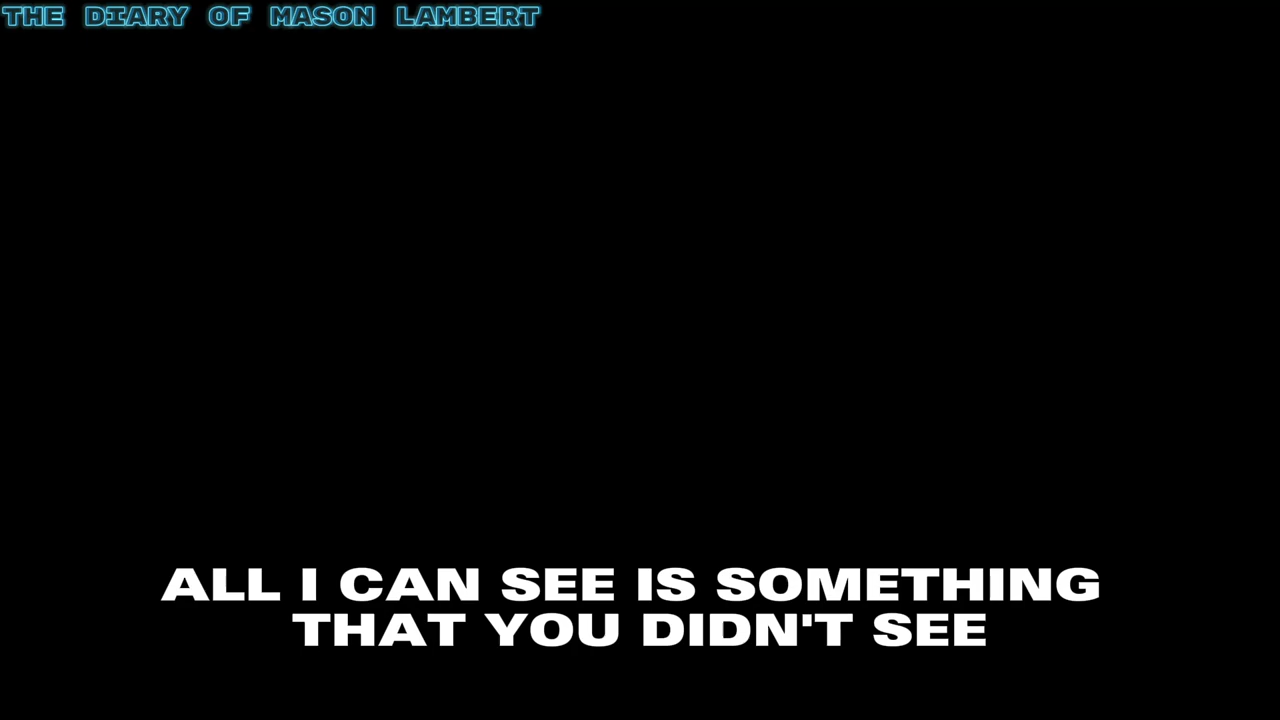 THE DIARY OF MASON LAMBERT
ALL I CAN SEE IS SOMETHING
THAT YOU DIDN'T SEE